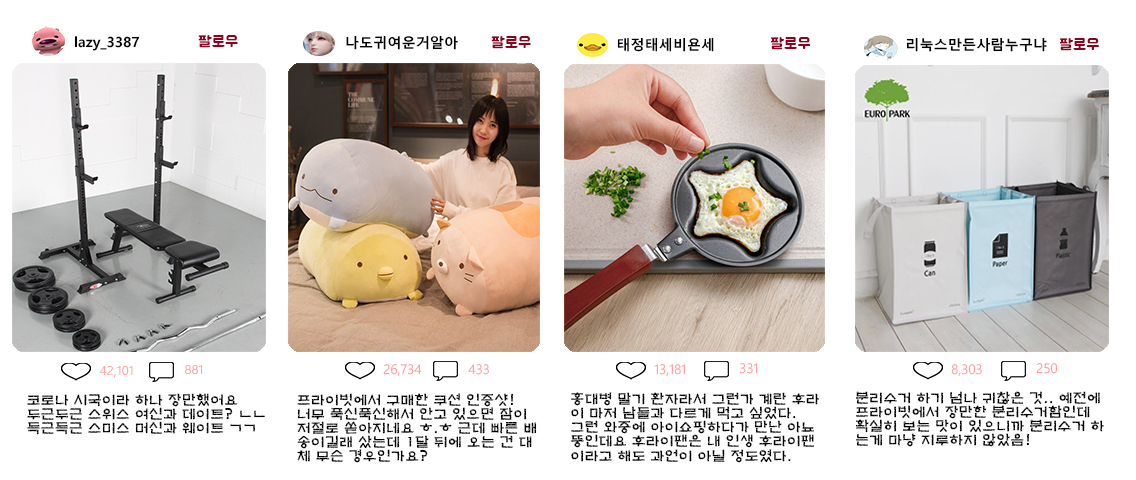 lazy_3387
팔로우
42,101
881
코로나 시국이라 하나 장만했어요
두근두근 스위스 여신과 데이트? ㄴㄴ
득근득근 스미스 머신과 웨이트 ㄱㄱ
나도귀여운거알아
팔로우
THE COMMUNE LIFE
26,734
433
프라이빗에서 구매한 쿠션 인증샷!
너무 푹신푹신해서 안고 있으면 잠이
저절로 쏟아지네요 ㅎ.ㅎ 근데 빠른 배
송이길래 샀는데 1달 뒤에 오는 건 대
체 무슨 경우인가요?
태정태세비욘세
팔로우
13,181
331
홍대병 말기 환자라서 그런가 계란 후라
이 마저 남들과 다르게 먹고 싶었다.
그런 와중에 아이쇼핑하다가 만난 아뇨
뚱인데요 후라이팬은 내 인생 후라이팬
이라고 해도 과언이 아닐 정도였다.
리눅스만든사람누구냐
팔로우
EUROPARK
Can
Paper
Plastic
8,303
250
분리수거 하기 넘나 귀찮은 것.. 예전에
프라이빗에서 장만한 분리수거함인데
확실히 보는 맛이 있으니까 분리수거 하
는게 마냥 지루하지 않았음!